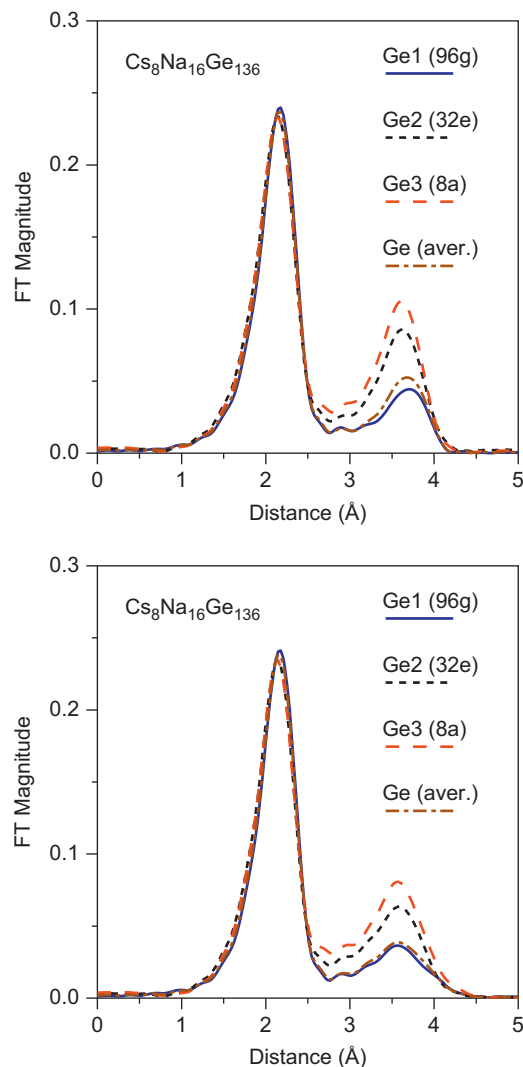 0.3
Cs₈Na₁₆Ge₁₃₆
Ge1 (96g)
Ge2 (32e)
0.2
Ge3 (8a)
FT Magnitude
Ge (aver.)
0.1
0.0
0 1 2 3 4 5
Distance (Å)
0.3
Cs₈Na₁₆Ge₁₃₆
Ge1 (96g)
Ge2 (32e)
0.2
Ge3 (8a)
FT Magnitude
Ge (aver.)
0.1
0.0
0 1 2 3 4 5
Distance (Å)